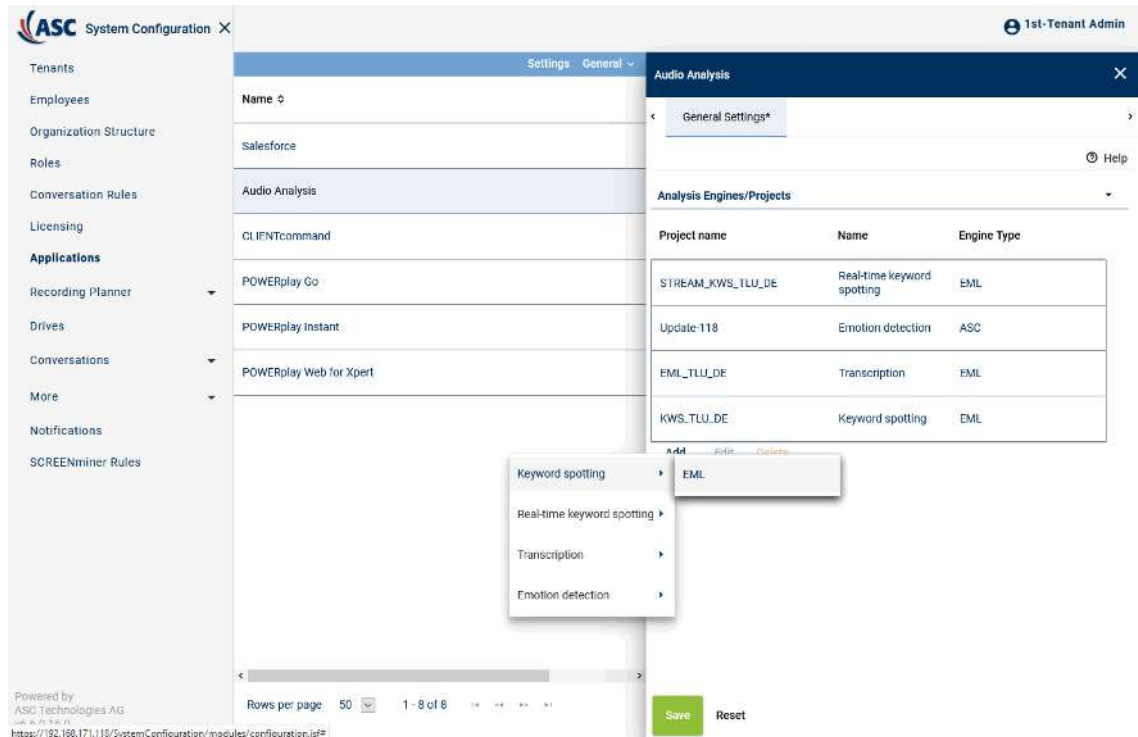 ASC System Configuration
1st-Tenant Admin
Tenants
Employees
Organization Structure
Roles
Conversation Rules
Licensing
Applications
Recording Planner
Drives
Conversations
More
Notifications
SCREENminer Rules
Powered by
ASC Technologies AG
https://192.168.171.118/SystemConfiguration/modules/configuration.jsf#
Settings General
Name
Salesforce
Audio Analysis
CLIENTcommand
POWERplay Go
POWERplay Instant
POWERplay Web for Xpert
Rows per page 50 1 - 8 of 8
Audio Analysis
General Settings*
Help
Analysis Engines/Projects
Project name Name Engine Type
STREAM_KWS_TLU_DE Real-time keyword spotting EML
Update-118 Emotion detection ASC
EML_TLU_DE Transcription EML
KWS_TLU_DE Keyword spotting EML
Add Edit Delete
Keyword spotting
EML
Real-time keyword spotting
Transcription
Emotion detection
Save Reset